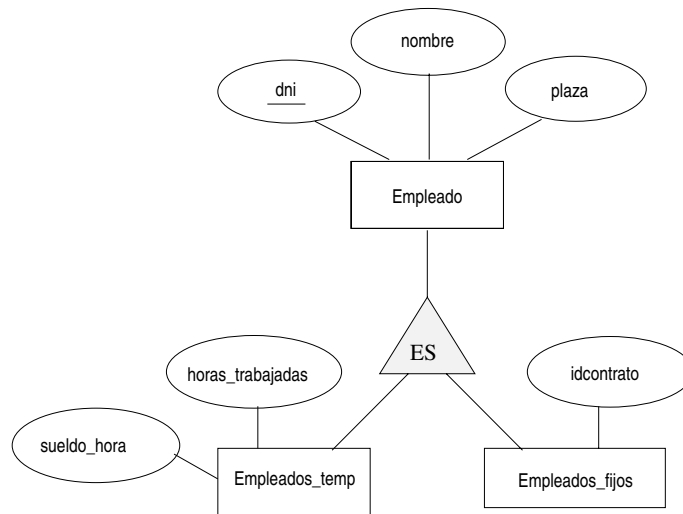 nombre
dni
plaza
Empleado
ES
horas_trabajadas
idcontrato
sueldo_hora
Empleados_temp
Empleados_fijos